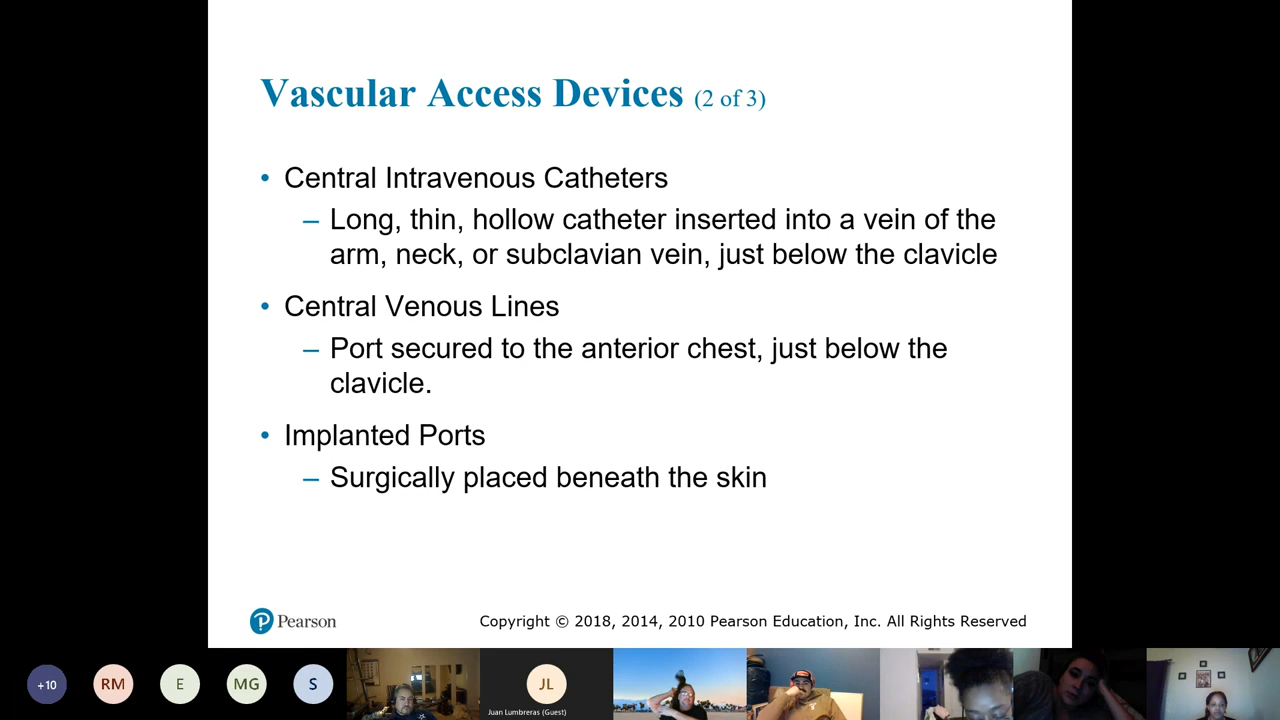 Vascular Access Devices (2 of 3)
• Central Intravenous Catheters
– Long, thin, hollow catheter inserted into a vein of the
arm, neck, or subclavian vein, just below the clavicle
• Central Venous Lines
– Port secured to the anterior chest, just below the
clavicle.
• Implanted Ports
– Surgically placed beneath the skin
Pearson
Copyright © 2018, 2014, 2010 Pearson Education, Inc. All Rights Reserved
+10
RM
E
MG
S
JL
Juan Lumbreras (Guest)